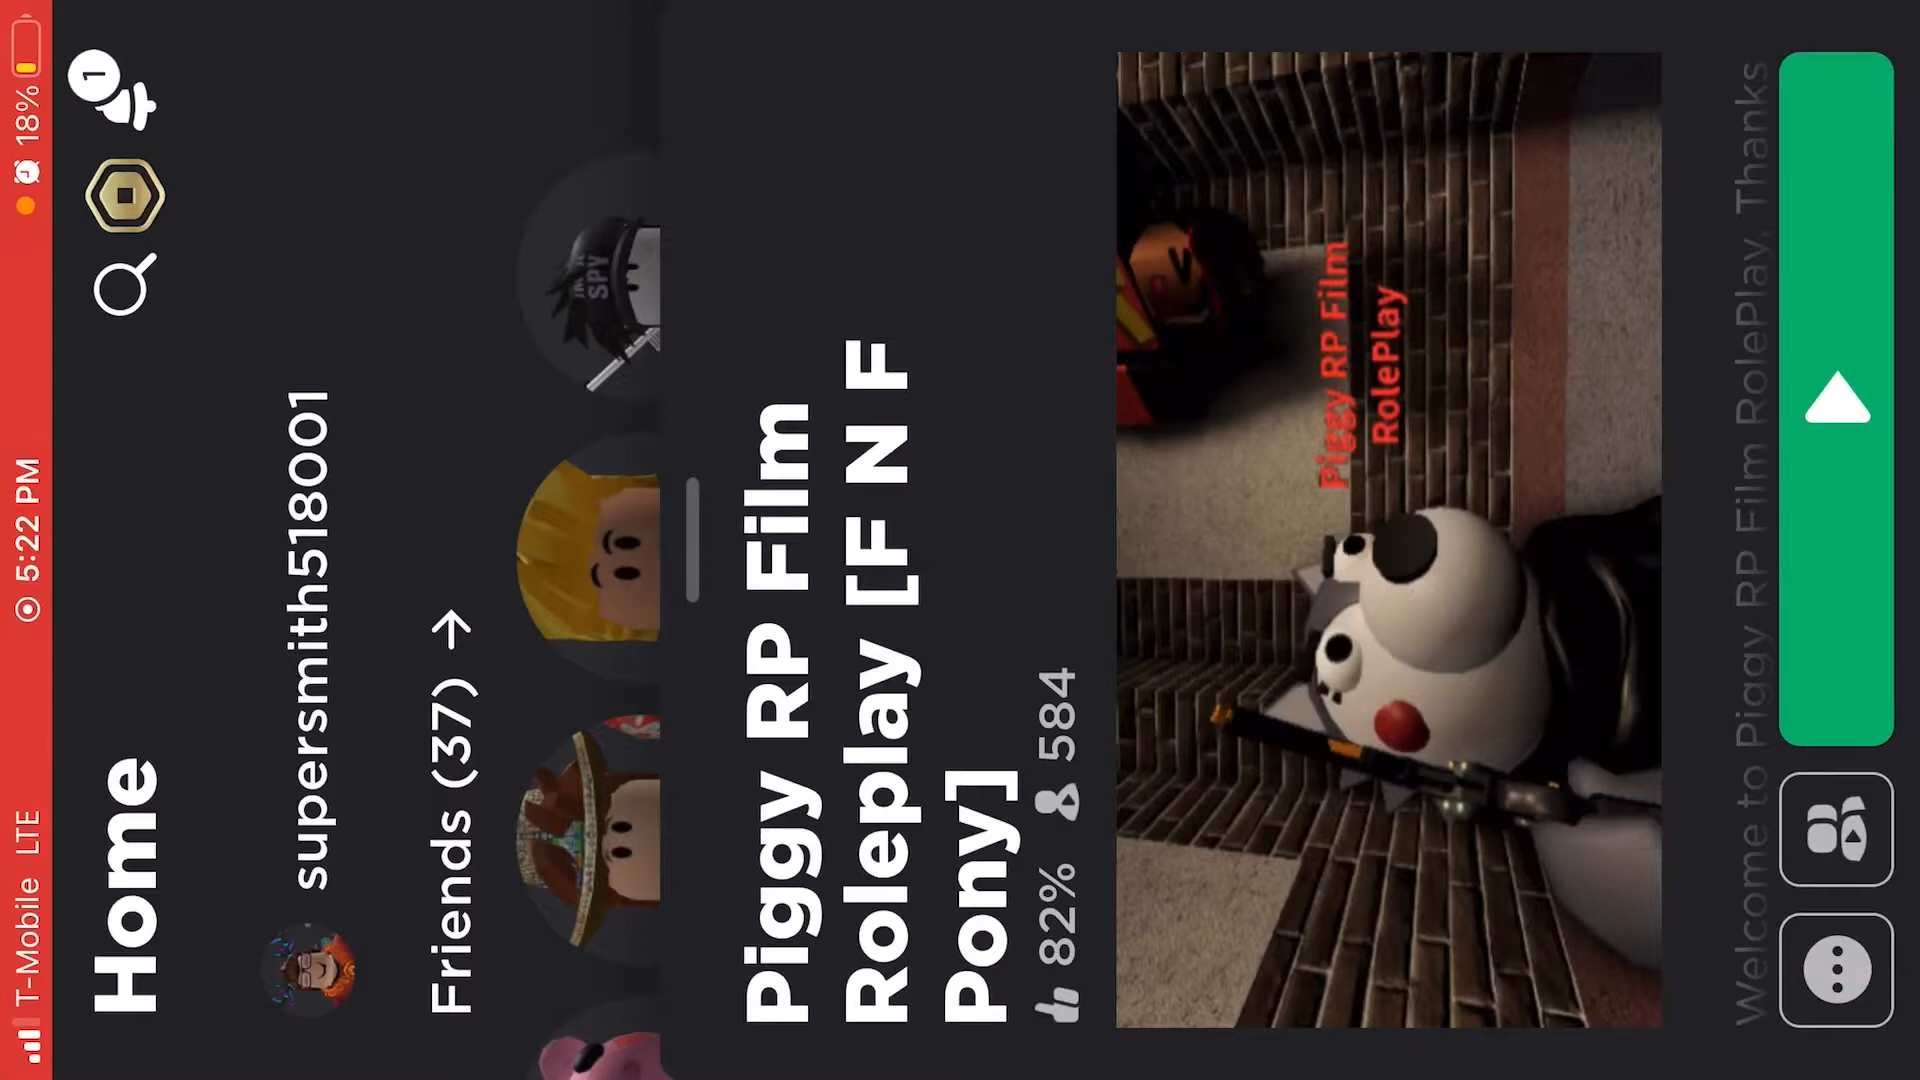 T-Mobile LTE 5:22 PM 18%
Home
1
supersmith518001
Friends (37) →
SPY
Piggy RP Film
Roleplay [F N F
Pony]
82% 584
Piggy RP Film
RolePlay
Welcome to Piggy RP Film RolePlay, Thanks